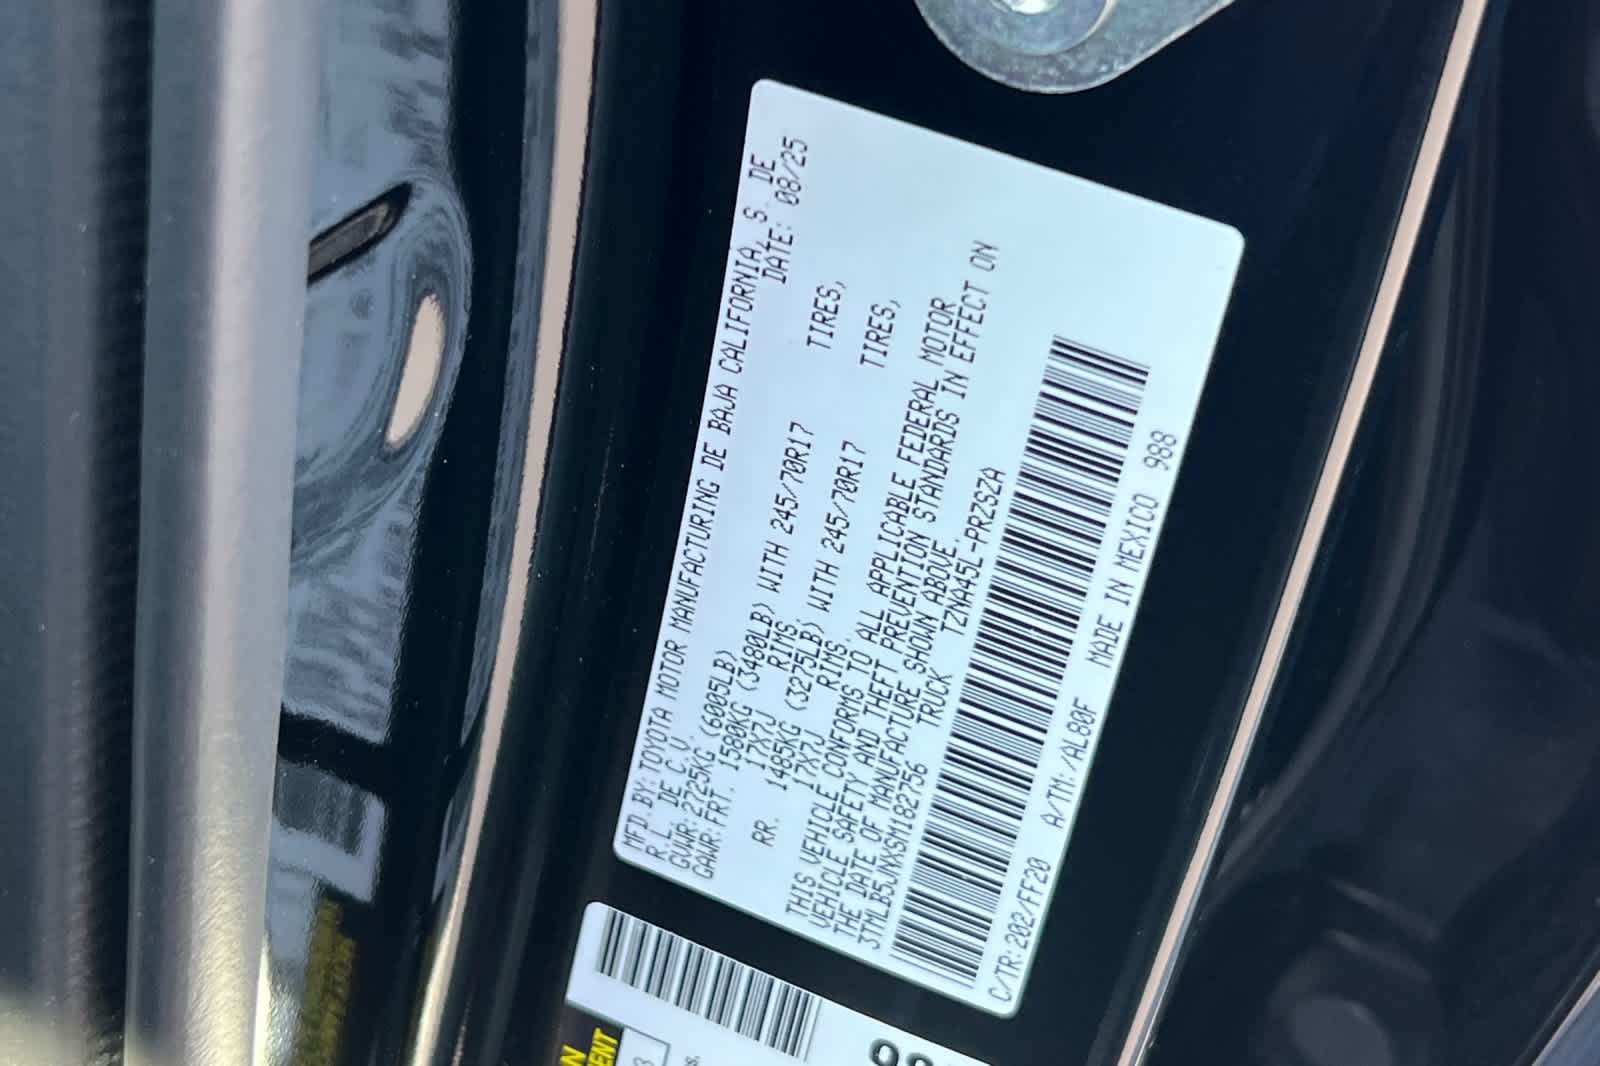 MFD.BY: TOYOTA MOTOR MANUFACTURING DE BAJA CALIFORNIA, S DE
R.L. DE C.V. DATE: 08/25
GVWR: 2725KG (6005LB)
GAWR: FRT. 1580KG (3480LB) WITH 245/70R17 TIRES,
17X7J RIMS,
RR. 1485KG (3275LB) WITH 245/70R17 TIRES,
17X7J RIMS.
THIS VEHICLE CONFORMS TO ALL APPLICABLE FEDERAL MOTOR
VEHICLE SAFETY AND THEFT PREVENTION STANDARDS IN EFFECT ON
THE DATE OF MANUFACTURE SHOWN ABOVE.
3TMLB5JNXSM182756 TRUCK TZNA45L-PRZSZA
C/TR: 202/FF20 A/TM: /AL80F MADE IN MEXICO 988